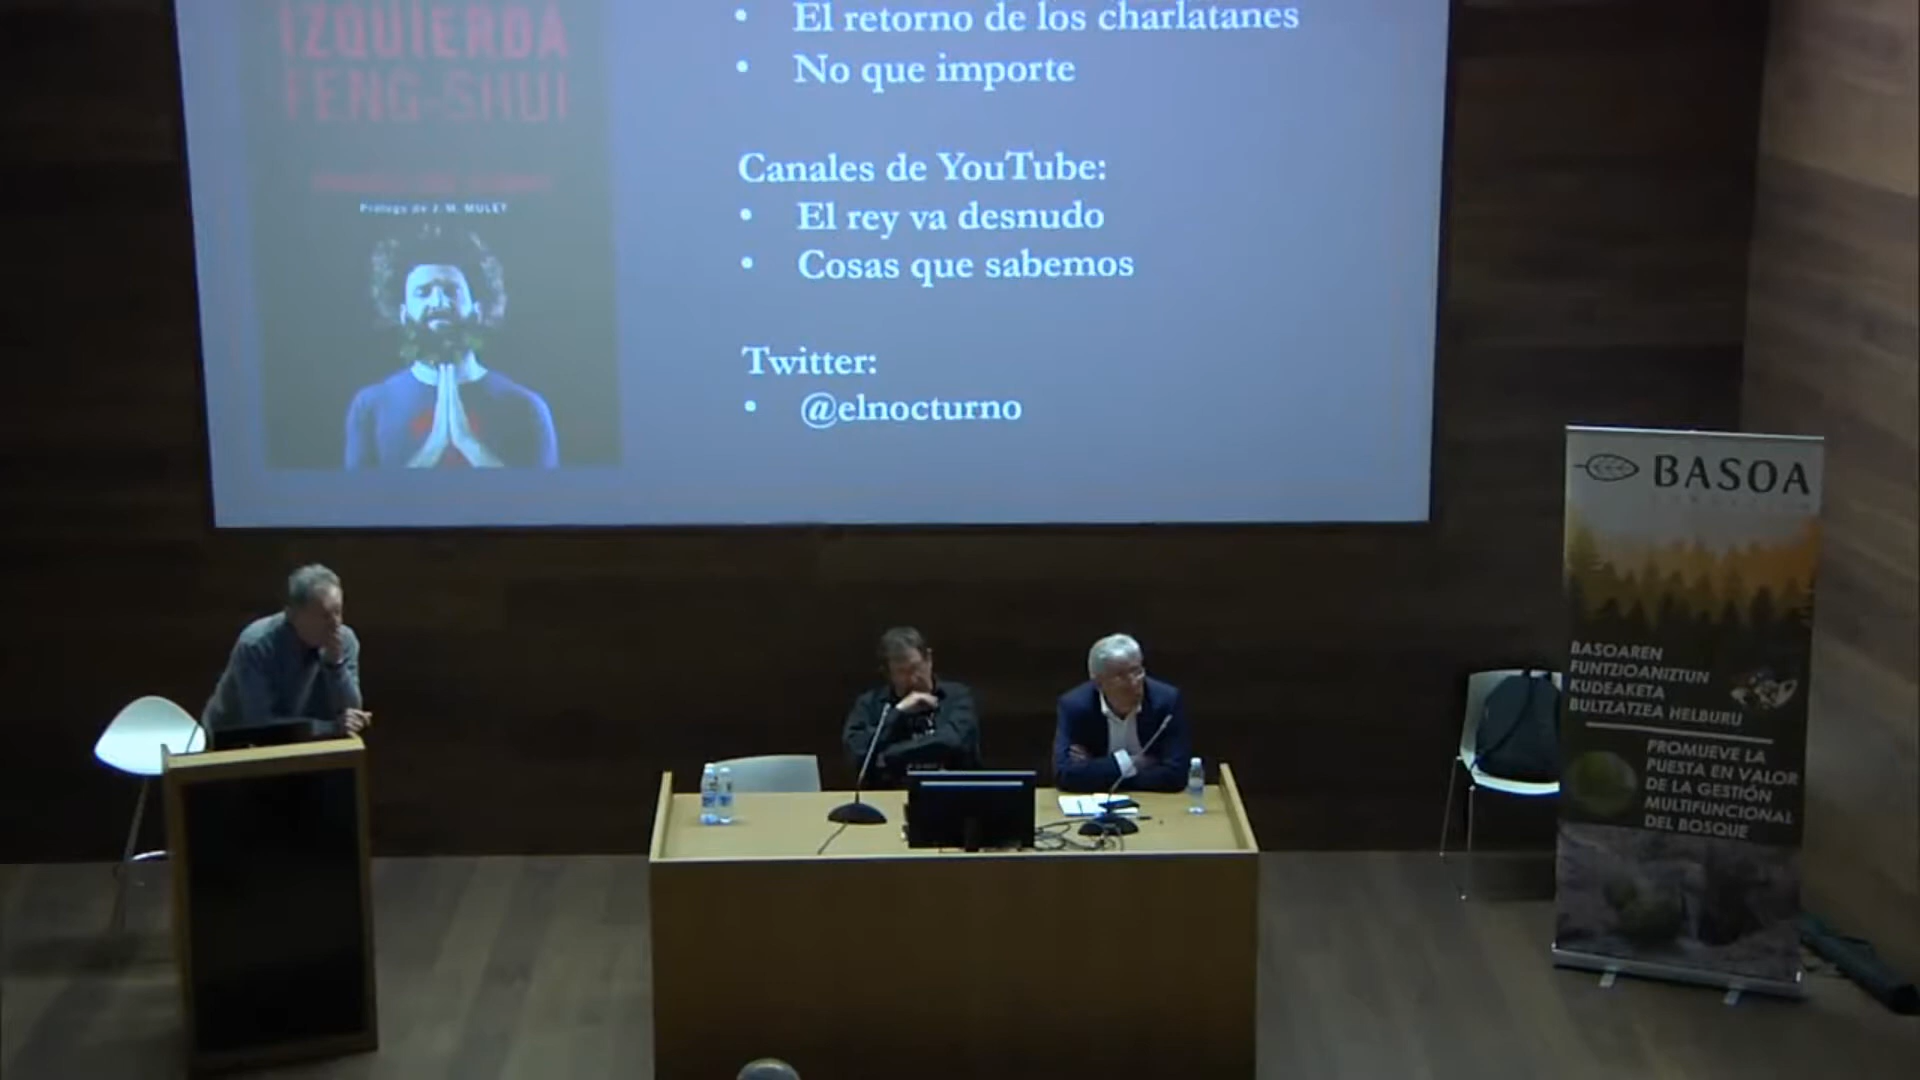 IZQUIERDA
FENG-SHUI
Prólogo de J. M. MULET
• El retorno de los charlatanes
• No que importe
Canales de YouTube:
• El rey va desnudo
• Cosas que sabemos
Twitter:
• @elnocturno
BASOA
BASOAREN
FUNTZIOANIZTUN
KUDEAKETA
BULTZATZEA HELBURU
PROMUEVE LA
PUESTA EN VALOR
DE LA GESTIÓN
MULTIFUNCIONAL
DEL BOSQUE